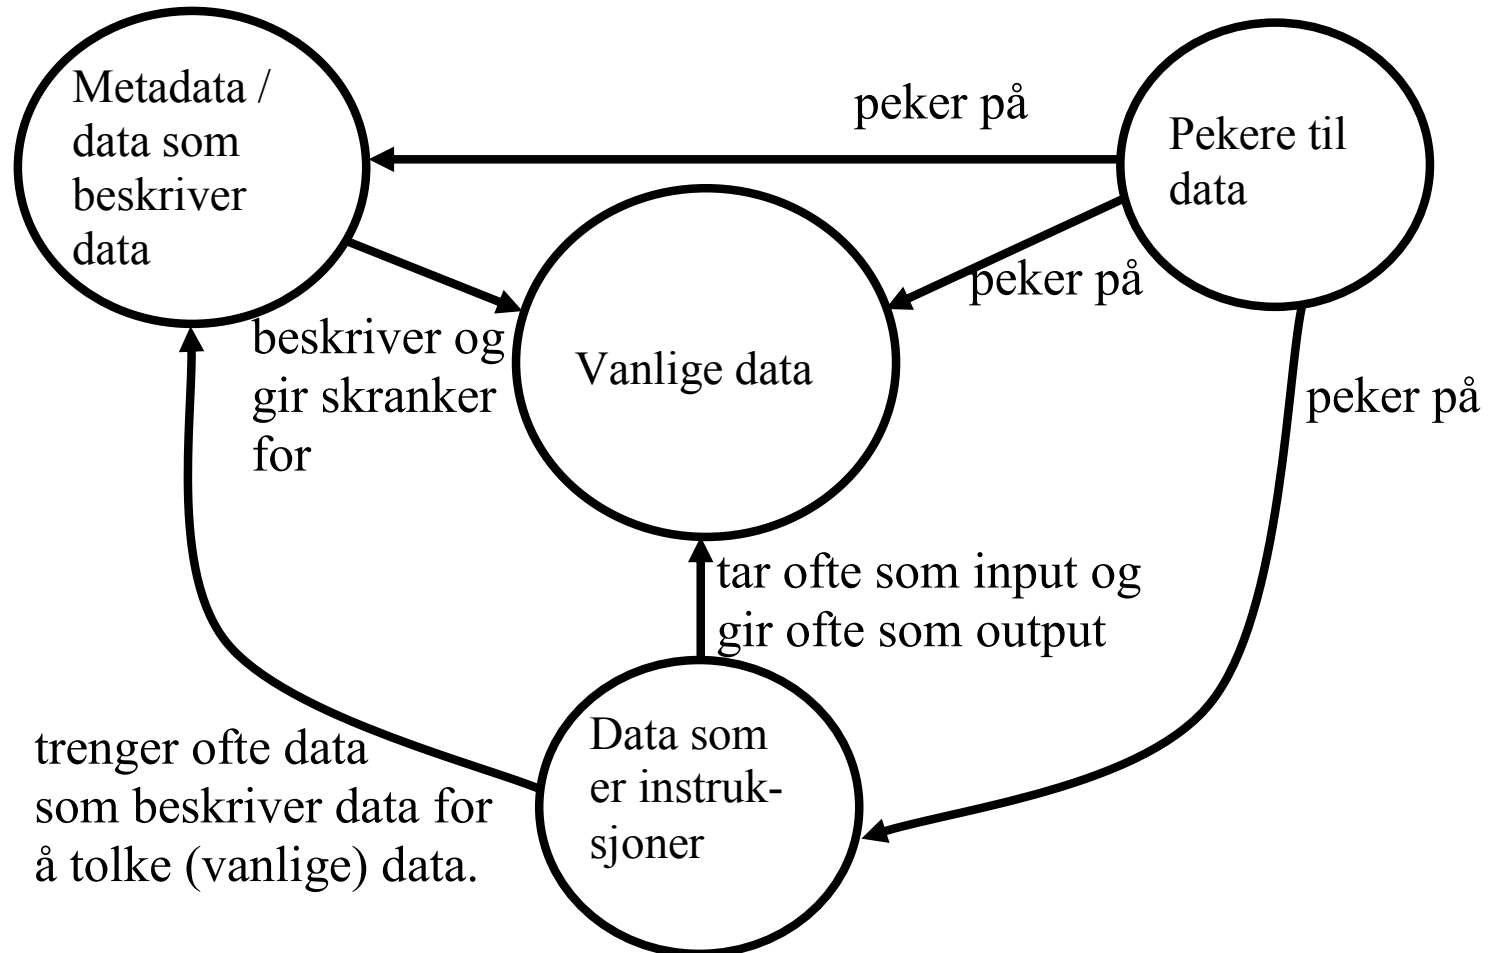 Metadata /
data som
beskriver
data
peker på
Pekere til
data
peker på
beskriver og
gir skranker
for
Vanlige data
peker på
tar ofte som input og
gir ofte som output
trenger ofte data
som beskriver data for
å tolke (vanlige) data.
Data som
er instruk-
sjoner